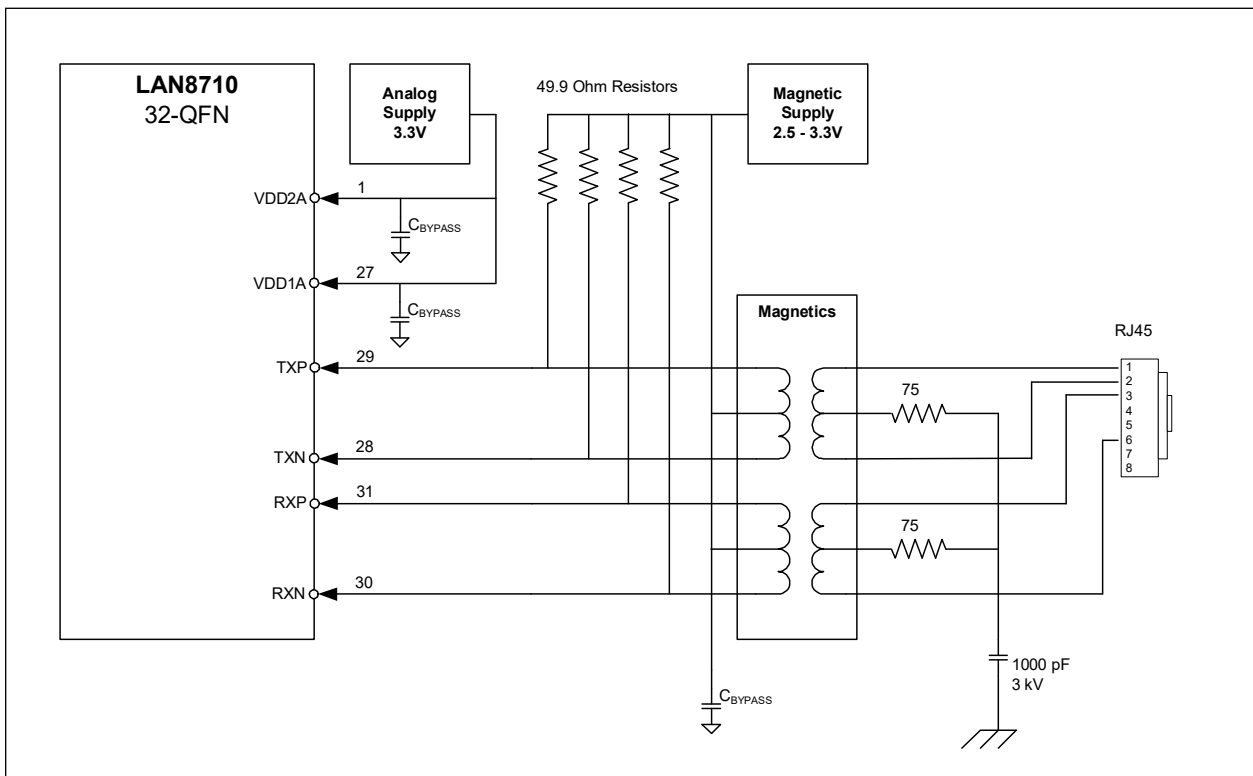 LAN8710
32-QFN
Analog
Supply
3.3V
49.9 Ohm Resistors
Magnetic
Supply
2.5 - 3.3V
VDD2A
1
CBYPASS
VDD1A
27
CBYPASS
Magnetics
RJ45
TXP
29
1
2
3
4
5
6
7
8
75
TXN
28
RXP
31
75
RXN
30
1000 pF
3 kV
CBYPASS